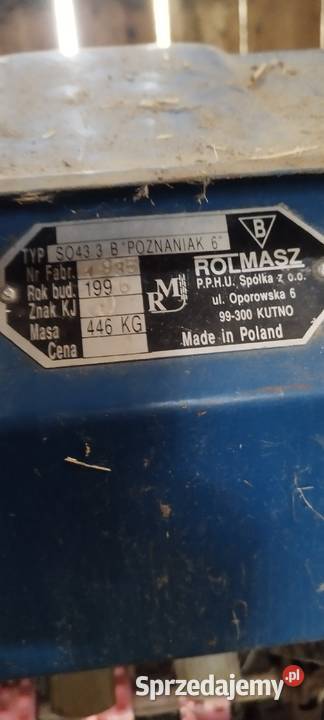 TYP SO43 3 B "POZNANIAK 6"
Nr Fabr.
Rok bud. 1996
Znak KJ
Masa 446 KG
Cena
B
RM
ROLMASZ
P.P.H.U. Spółka z o.o.
ul. Oporowska 6
99-300 KUTNO
Made in Poland
Sprzedajemy.pl